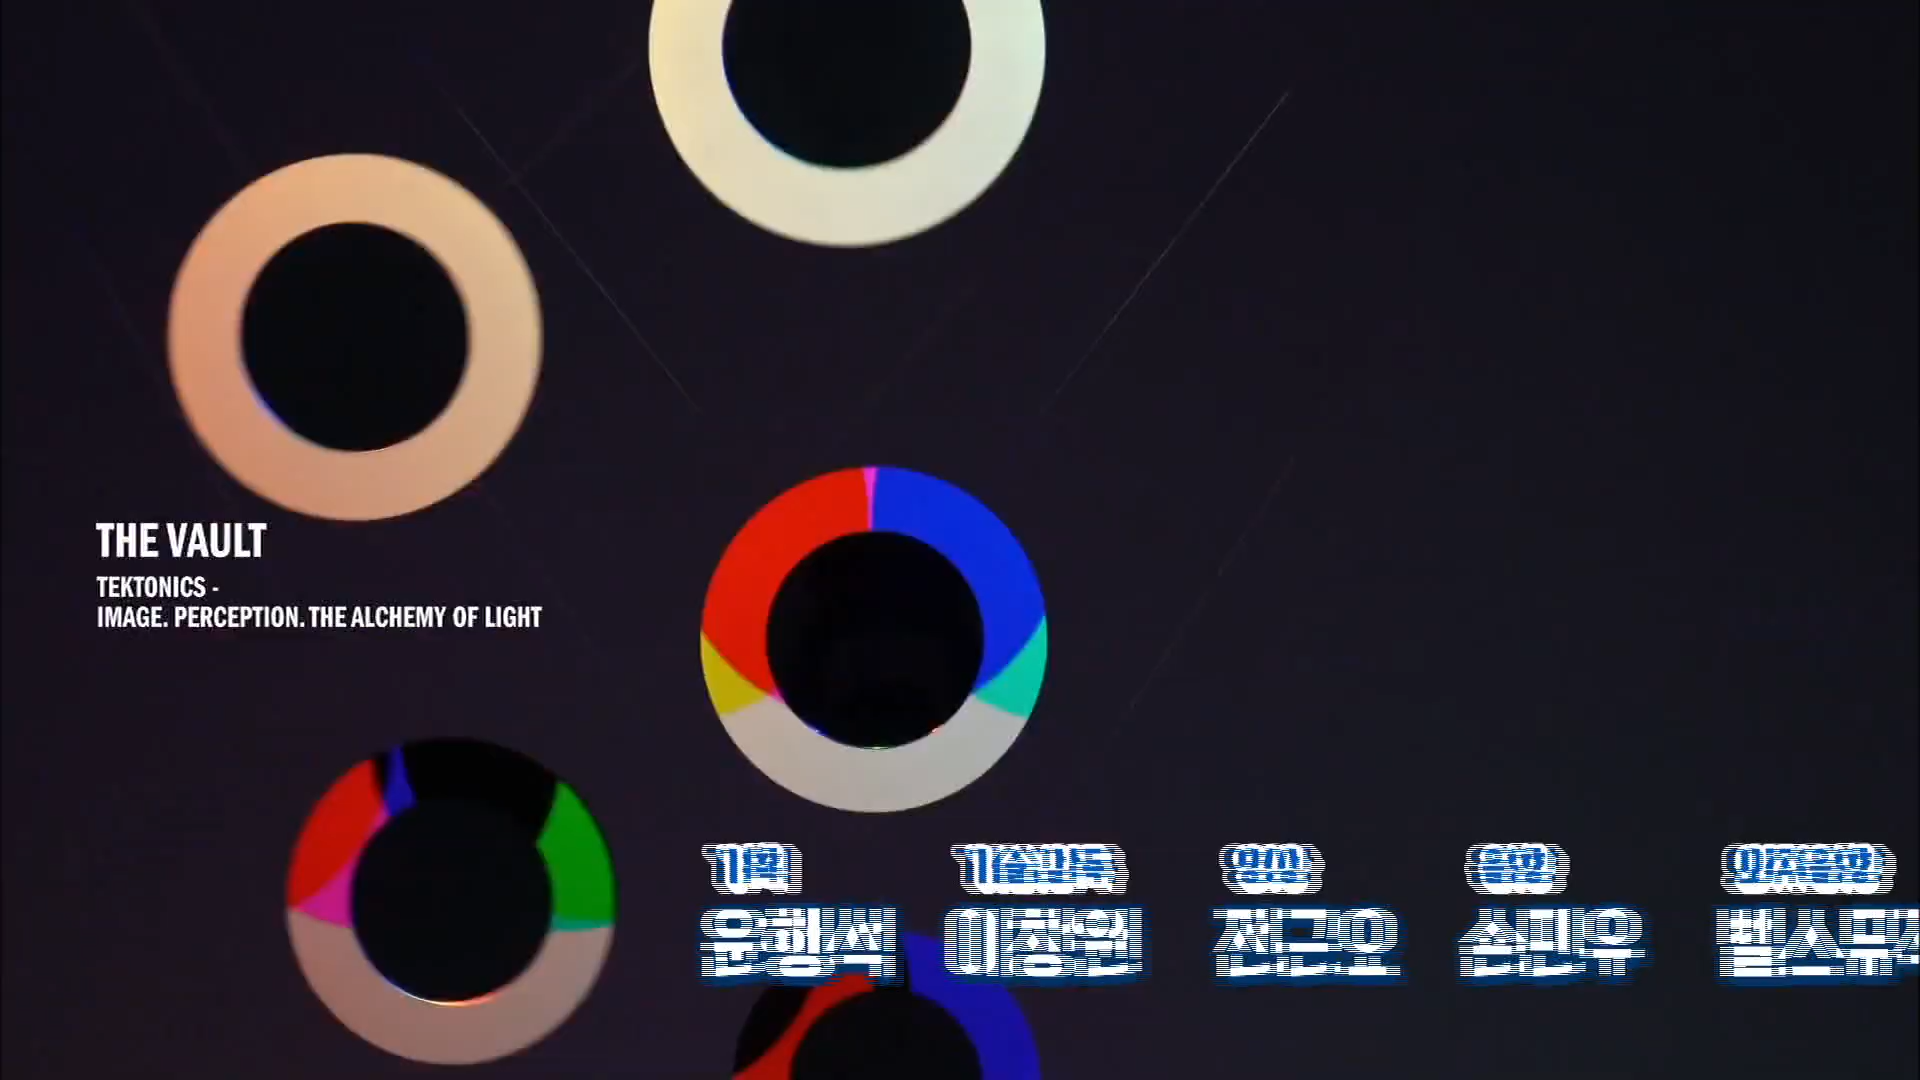 THE VAULT
TEKTONICS -
IMAGE. PERCEPTION. THE ALCHEMY OF LIGHT
기획 기술감독 영상 음향
윤형석 이창원 전근오 손민우